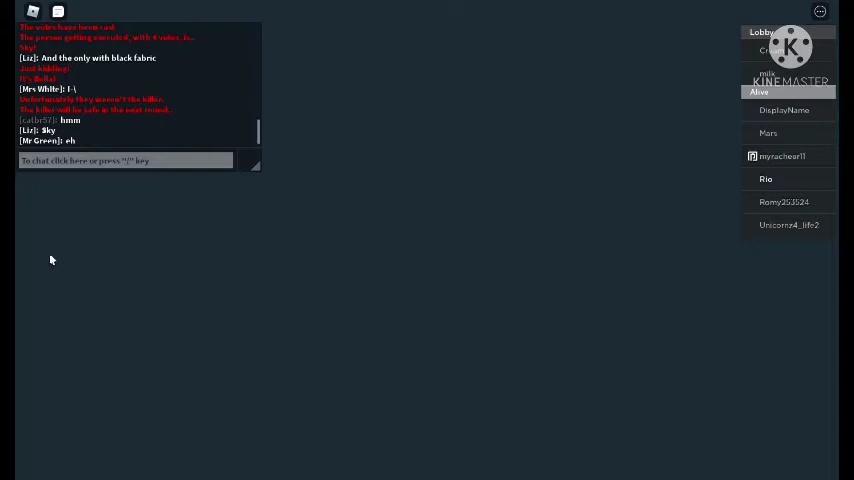 The votes have been cast
The person getting executed, with 4 votes, is...
Sky!
[Liz]: And the only with black fabric
Just kidding!
It's Bella!
[Mrs White]: I-\
Unfortunately they weren't the killer.
The killer will be safe in the next round..
[catbr57]: hmm
[Liz]: Sky
[Mr Green]: eh
To chat click here or press "/" key
Lobby
milk
K
KINEMASTER
Alive
DisplayName
Mars
myrachear11
Rio
Romy253524
Unicornz4_life2